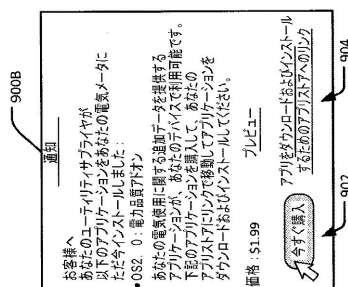 900B
通知
お客様へ
あなたのユーティリティサプライヤが
以下のアプリケーションをあなたの電気メータに
ただ今インストールしました：
•OS2．0：電力品質アドオン
あなたの電気使用に関する追加データを提供する
アプリケーションが、あなたのデバイスで利用可能です。
下記のアプリケーションを購入して、あなたの
アプリストアにリンクで移動してアプリケーションを
ダウンロードおよびインストールしてください。
価格：$1.99 プレビュー
今すぐ購入
アプリをダウンロードおよびインストール
するためのアプリストアへのリンク
902
904